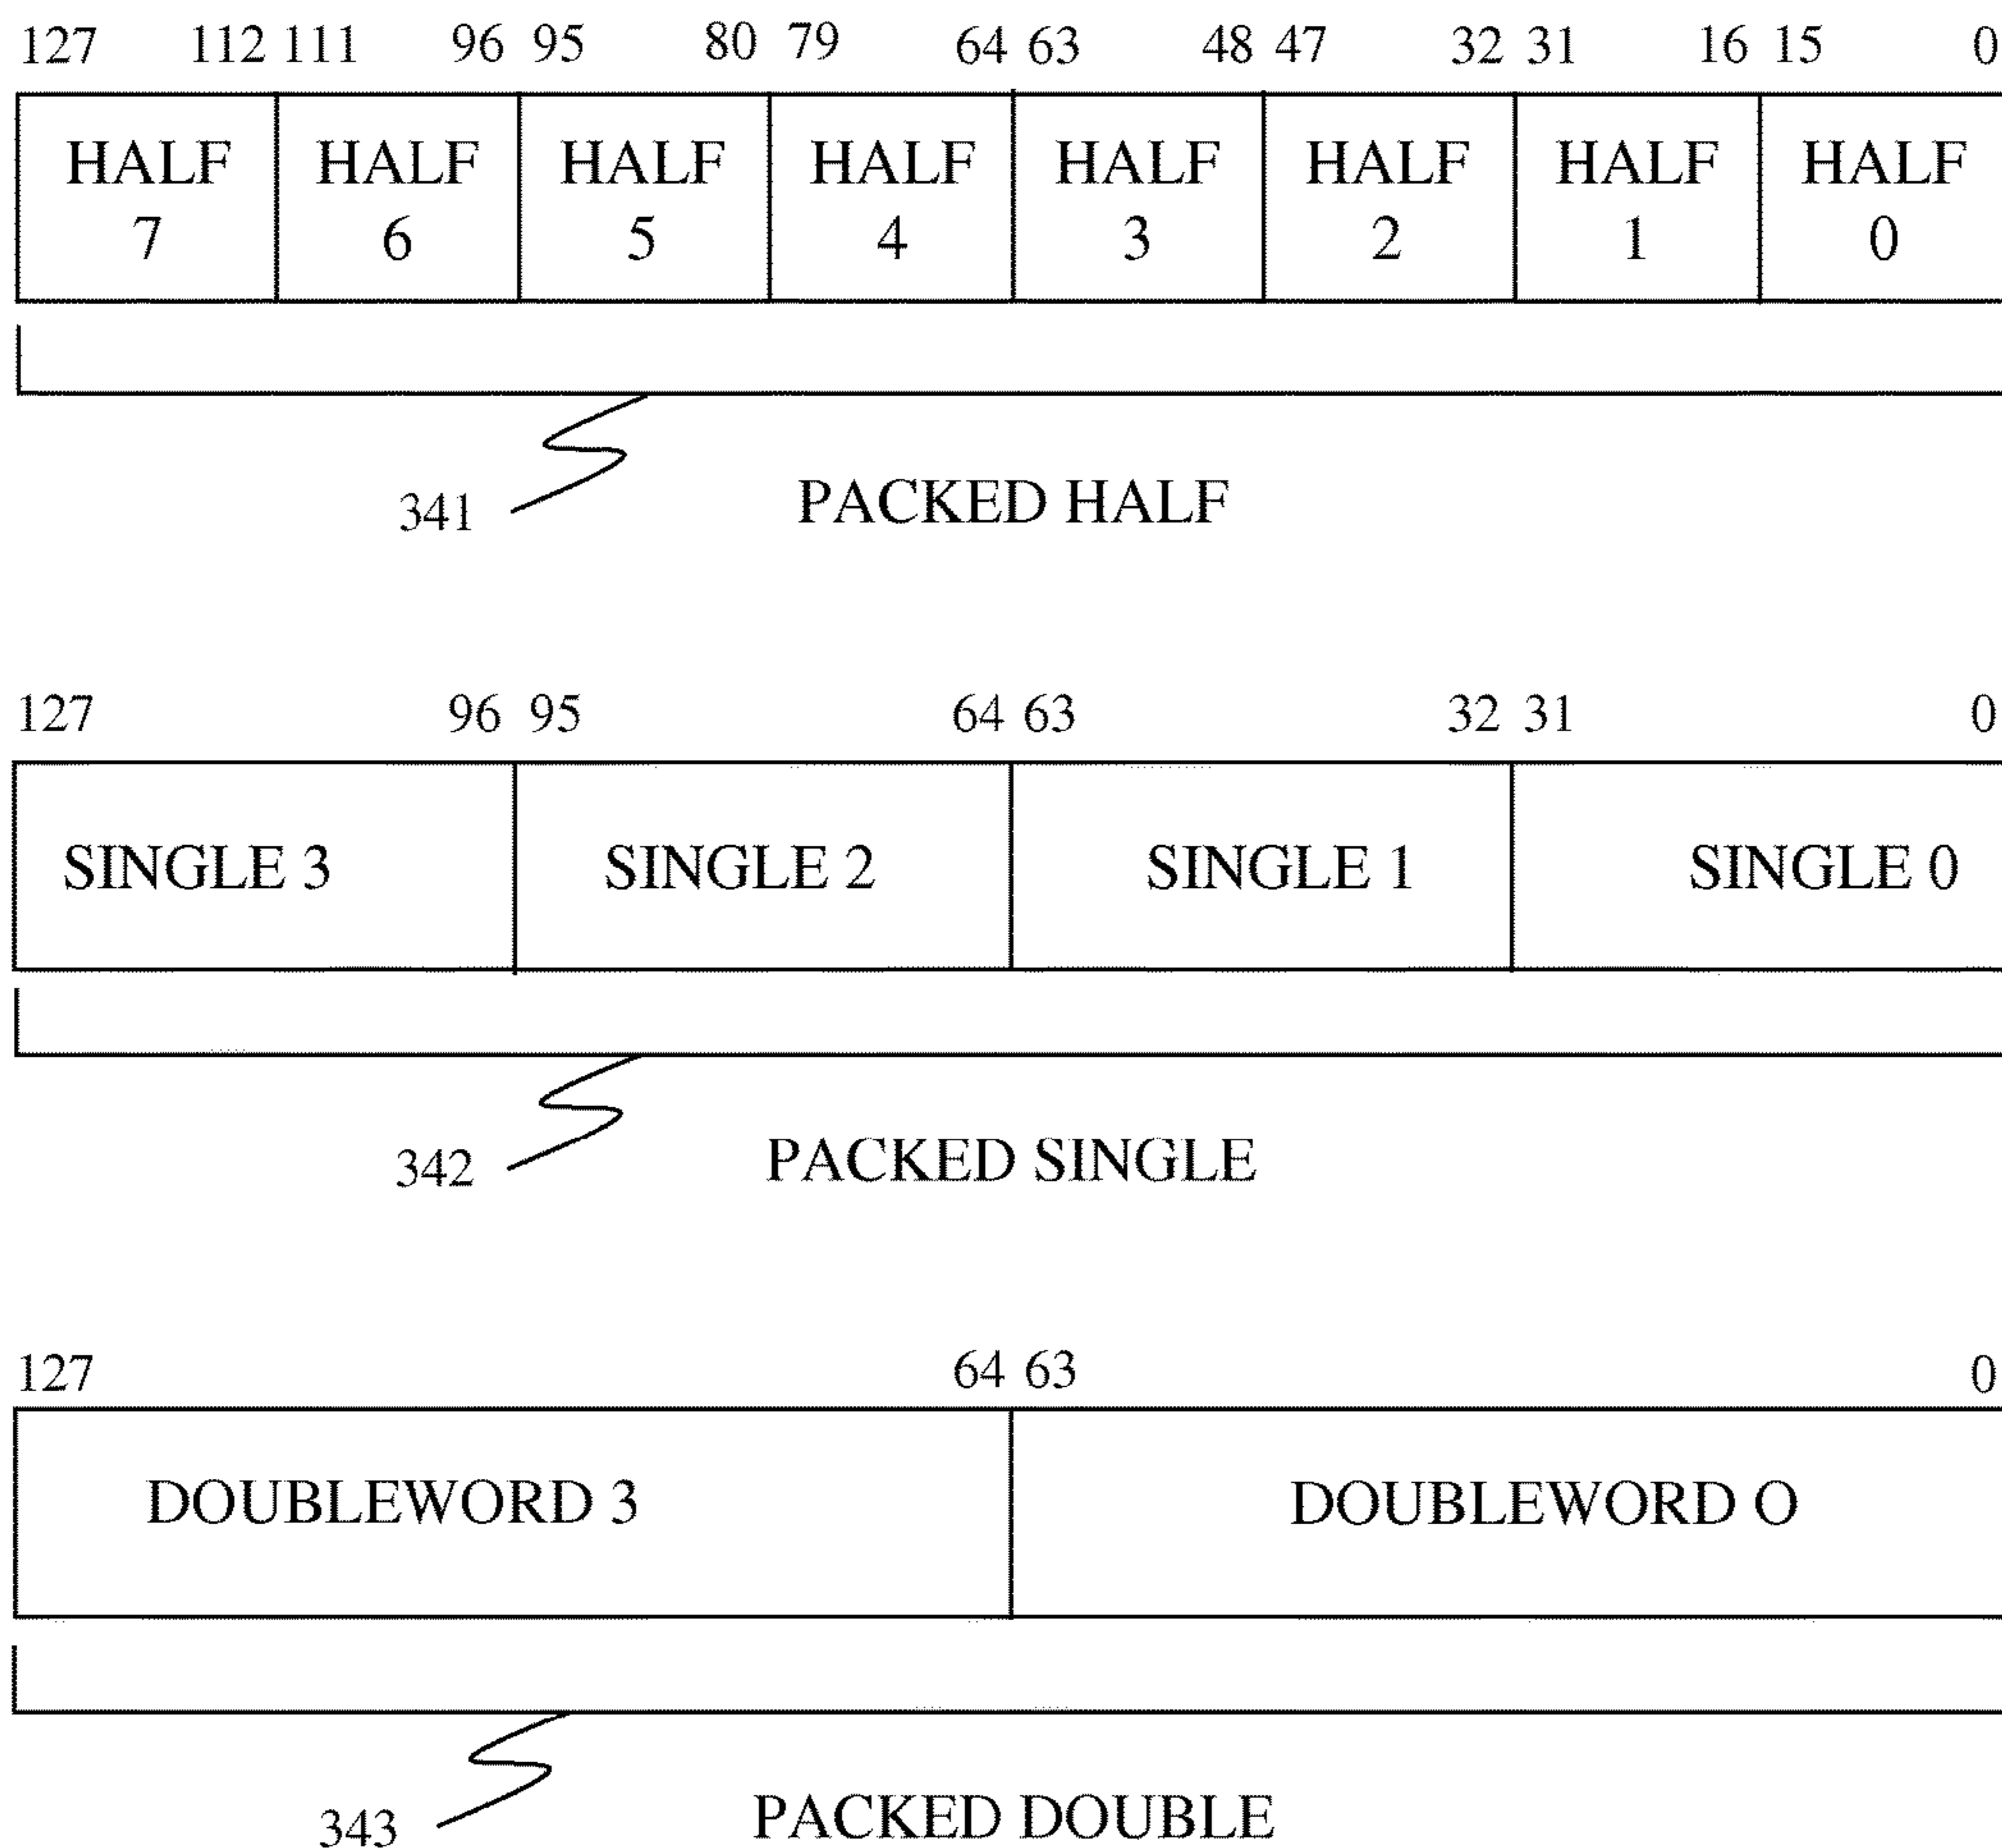 127 112 111 96 95 80 79 64 63 48 47 32 31 16 15 0
HALF HALF HALF HALF HALF HALF HALF HALF
7 6 5 4 3 2 1 0
341 PACKED HALF
127 96 95 64 63 32 31 0
SINGLE 3 SINGLE 2 SINGLE 1 SINGLE 0
342 PACKED SINGLE
127 64 63 0
DOUBLEWORD 3 DOUBLEWORD O
343 PACKED DOUBLE